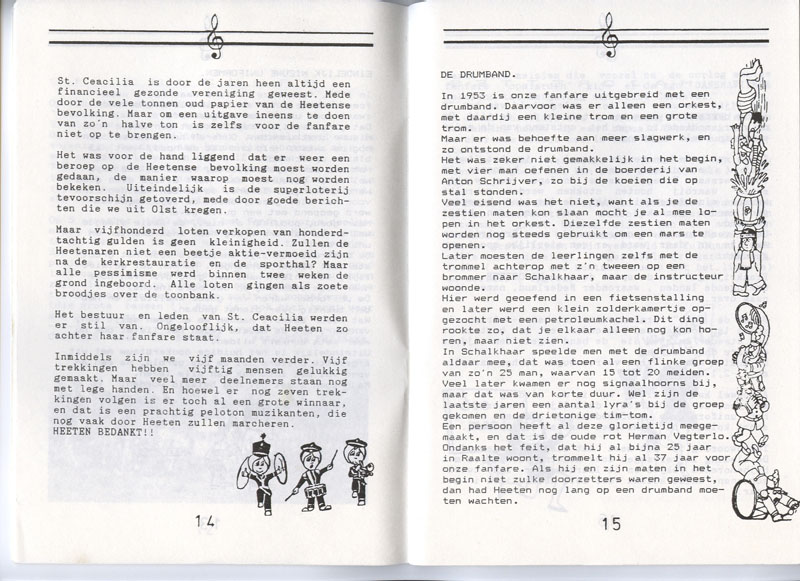 St. Ceacilia is door de jaren heen altijd een
financieel gezonde vereniging geweest. Mede
door de vele tonnen oud papier van de Heetense
bevolking. Maar om een uitgave ineens te doen
van zo'n halve ton is zelfs voor de fanfare
niet op te brengen.
Het was voor de hand liggend dat er weer een
beroep op de Heetense bevolking moest worden
gedaan, de manier waarop moest nog worden
bekeken. Uiteindelijk is de superloterij
tevoorschijn getoverd, mede door goede berich-
ten die we uit Olst kregen.
Maar vijfhonderd loten verkopen van honderd-
tachtig gulden is geen kleinigheid. Zullen de
Heetenaren niet een beetje aktie-vermoeid zijn
na de kerkrestauratie en de sporthal? Maar
alle pessimisme werd binnen twee weken de
grond ingeboord. Alle loten gingen als zoete
broodjes over de toonbank.
Het bestuur en leden van St. Ceacilia werden
er stil van. Ongelooflijk, dat Heeten zo
achter haar fanfare staat.
Inmiddels zijn we vijf maanden verder. Vijf
trekkingen hebben vijftig mensen gelukkig
gemaakt. Maar veel meer deelnemers staan nog
met lege handen. En hoewel er nog zeven trek-
kingen volgen is er toch al een grote winnaar,
en dat is een prachtig peloton muzikanten, die
nog vaak door Heeten zullen marcheren.
HEETEN BEDANKT!!
14
DE DRUMBAND.
In 1953 is onze fanfare uitgebreid met een
drumband. Daarvoor was er alleen een orkest,
met daardij een kleine trom en een grote
trom.
Maar er was behoefte aan meer slagwerk, en
zo ontstond de drumband.
Het was zeker niet gemakkelijk in het begin,
met vier man oefenen in de boerderij van
Anton Schrijver, zo bij de koeien die op
stal stonden.
Veel eisend was het niet, want als je de
zestien maten kon slaan mocht je al mee lo-
pen in het orkest. Diezelfde zestien maten
worden nog steeds gebruikt om een mars te
openen.
Later moesten de leerlingen zelfs met de
trommel achterop met z'n tweeen op een
brommer naar Schalkhaar, maar de instructeur
woonde.
Hier werd geoefend in een fietsenstalling
en later werd een klein zolderkamertje op-
gezocht met een petroleumkachel. Dit ding
rookte zo, dat je elkaar alleen nog kon ho-
ren, maar niet zien.
In Schalkhaar speelde men met de drumband
aldaar mee, dat was toen al een flinke groep
van zo'n 25 man, waarvan 15 tot 20 meiden.
Veel later kwamen er nog signaalhoorns bij,
maar dat was van korte duur. Wel zijn de
laatste jaren een aantal lyra's bij de groep
gekomen en de drietonige tim-tom.
Een persoon heeft al deze glorietijd meege-
maakt, en dat is de oude rot Herman Vegterlo.
Ondanks het feit, dat hij al bijna 25 jaar
in Raalte woont, trommelt hij al 37 jaar voor
onze fanfare. Als hij en zijn maten in het
begin niet zulke doorzetters waren geweest,
dan had Heeten nog lang op een drumband moe-
ten wachten.
15